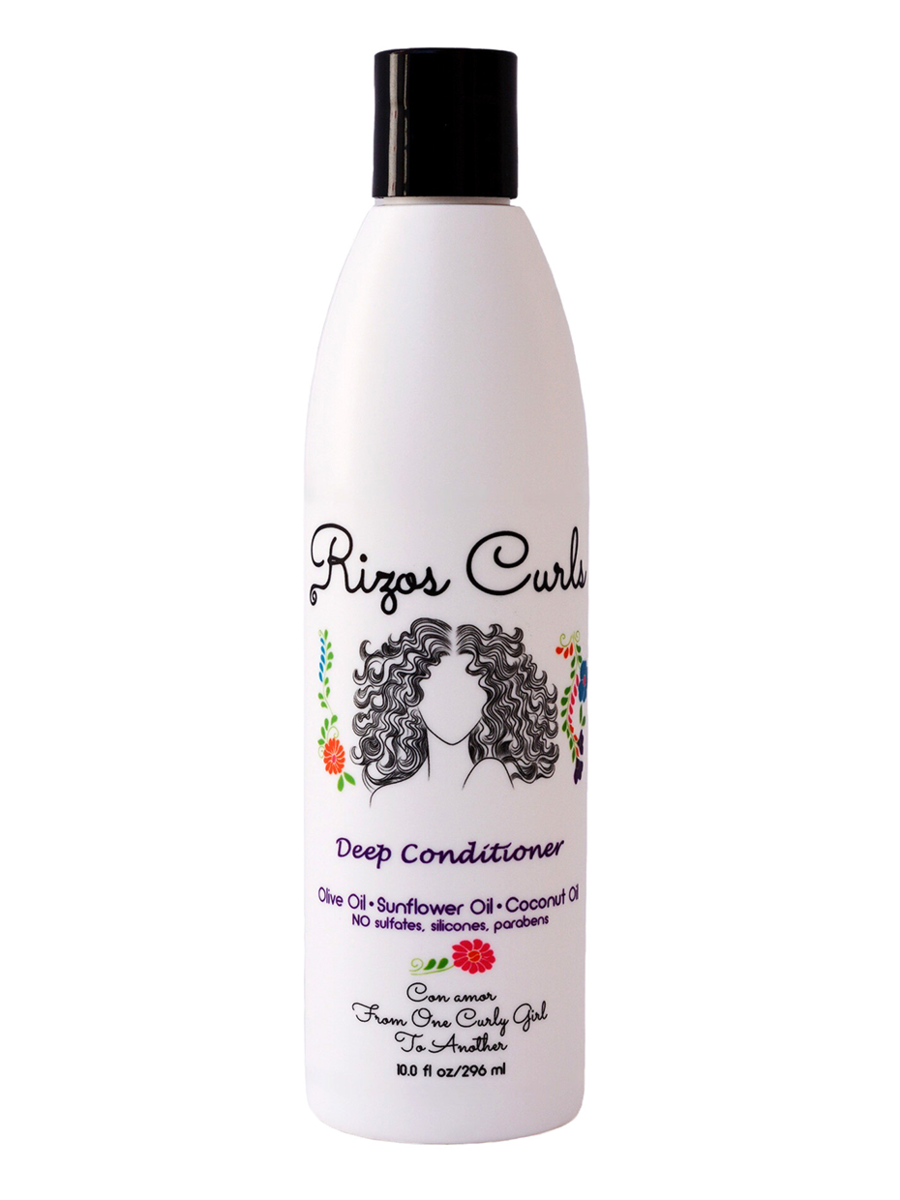 Rizos Curls
Deep Conditioner
Olive Oil • Sunflower Oil • Coconut Oil
NO sulfates, silicones, parabens
Con amor
From One Curly Girl
To Another
10.0 fl oz/296 ml